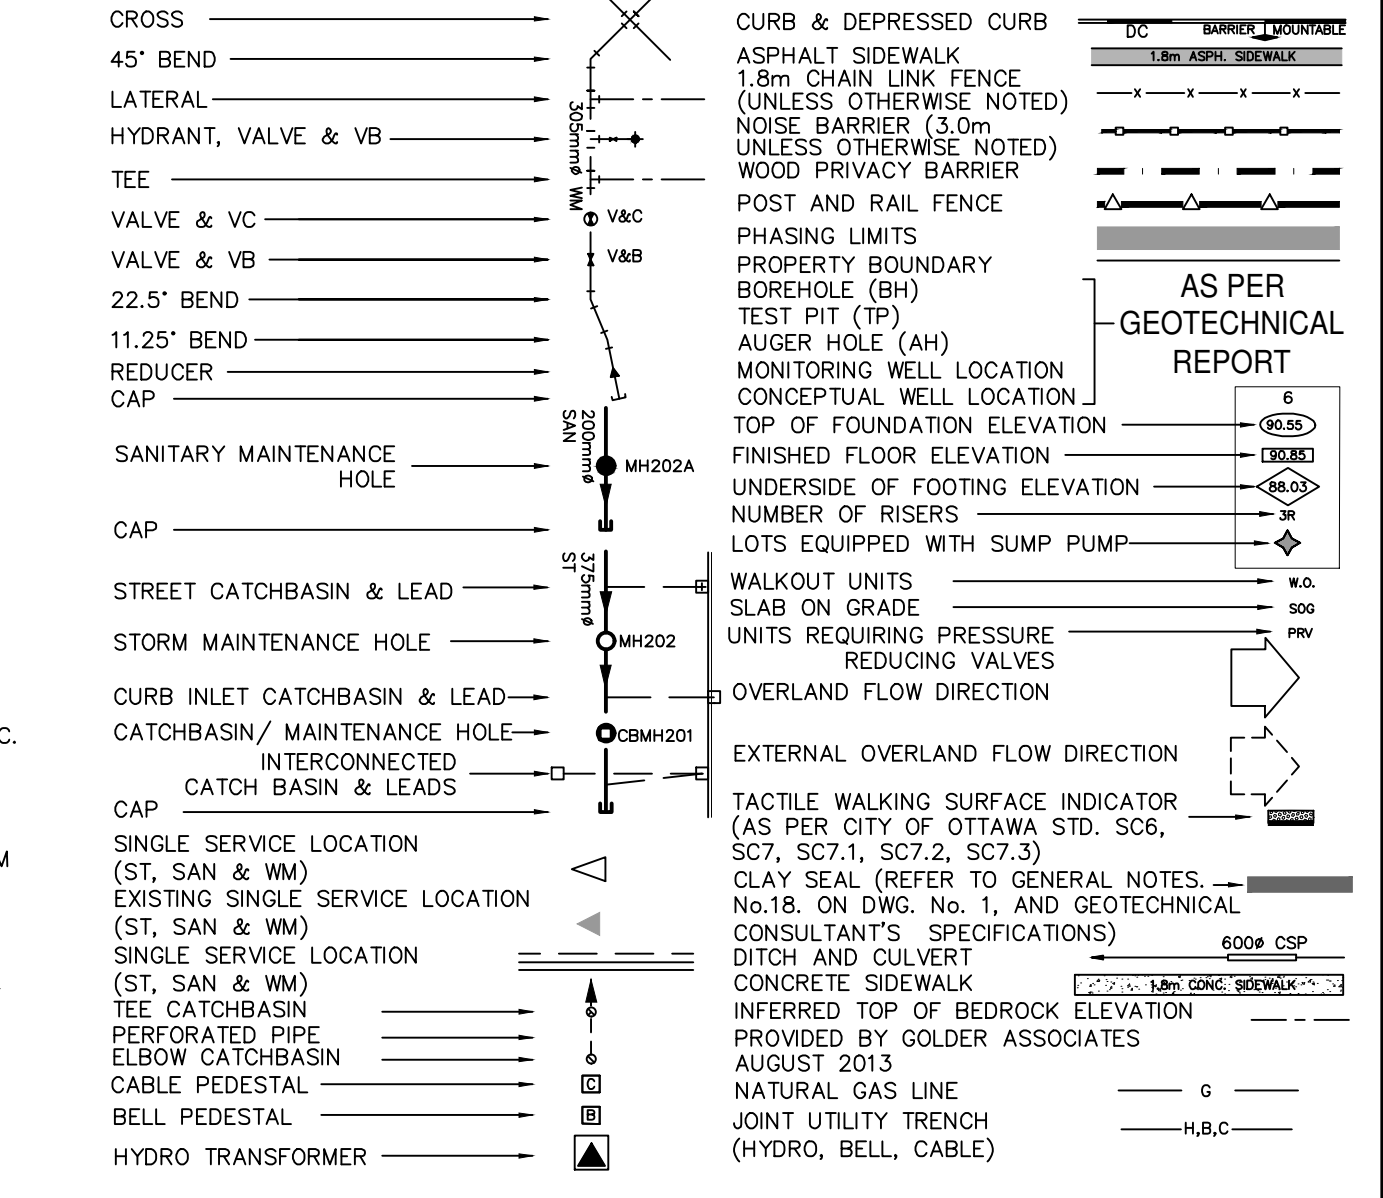 CROSS
45° BEND
LATERAL
HYDRANT, VALVE & VB
TEE
VALVE & VC
VALVE & VB
22.5° BEND
11.25° BEND
REDUCER
CAP
SANITARY MAINTENANCE
HOLE
CAP
STREET CATCHBASIN & LEAD
STORM MAINTENANCE HOLE
CURB INLET CATCHBASIN & LEAD
CATCHBASIN/ MAINTENANCE HOLE
INTERCONNECTED
CATCH BASIN & LEADS
CAP
SINGLE SERVICE LOCATION
(ST, SAN & WM)
EXISTING SINGLE SERVICE LOCATION
(ST, SAN & WM)
SINGLE SERVICE LOCATION
(ST, SAN & WM)
TEE CATCHBASIN
PERFORATED PIPE
ELBOW CATCHBASIN
CABLE PEDESTAL
BELL PEDESTAL
HYDRO TRANSFORMER
C.
M
305mmø WM
V&C
V&B
200mmø
SAN
MH202A
375mmø
ST
MH202
CBMH201
C
B
CURB & DEPRESSED CURB
DC BARRIER MOUNTABLE
ASPHALT SIDEWALK
1.8m ASPH. SIDEWALK
1.8m CHAIN LINK FENCE
(UNLESS OTHERWISE NOTED)
x x x x
NOISE BARRIER (3.0m
UNLESS OTHERWISE NOTED)
WOOD PRIVACY BARRIER
POST AND RAIL FENCE
PHASING LIMITS
PROPERTY BOUNDARY
BOREHOLE (BH)
TEST PIT (TP)
AUGER HOLE (AH)
MONITORING WELL LOCATION
CONCEPTUAL WELL LOCATION
AS PER
GEOTECHNICAL
REPORT
6
TOP OF FOUNDATION ELEVATION
90.55
FINISHED FLOOR ELEVATION
90.85
UNDERSIDE OF FOOTING ELEVATION
88.03
NUMBER OF RISERS
3R
LOTS EQUIPPED WITH SUMP PUMP
WALKOUT UNITS
W.O.
SLAB ON GRADE
SOG
UNITS REQUIRING PRESSURE
REDUCING VALVES
PRV
OVERLAND FLOW DIRECTION
EXTERNAL OVERLAND FLOW DIRECTION
TACTILE WALKING SURFACE INDICATOR
(AS PER CITY OF OTTAWA STD. SC6,
SC7, SC7.1, SC7.2, SC7.3)
CLAY SEAL (REFER TO GENERAL NOTES.
No.18. ON DWG. No. 1, AND GEOTECHNICAL
CONSULTANT'S SPECIFICATIONS)
DITCH AND CULVERT
600ø CSP
CONCRETE SIDEWALK
1.8m CONC. SIDEWALK
INFERRED TOP OF BEDROCK ELEVATION
PROVIDED BY GOLDER ASSOCIATES
AUGUST 2013
NATURAL GAS LINE
G
JOINT UTILITY TRENCH
(HYDRO, BELL, CABLE)
H,B,C